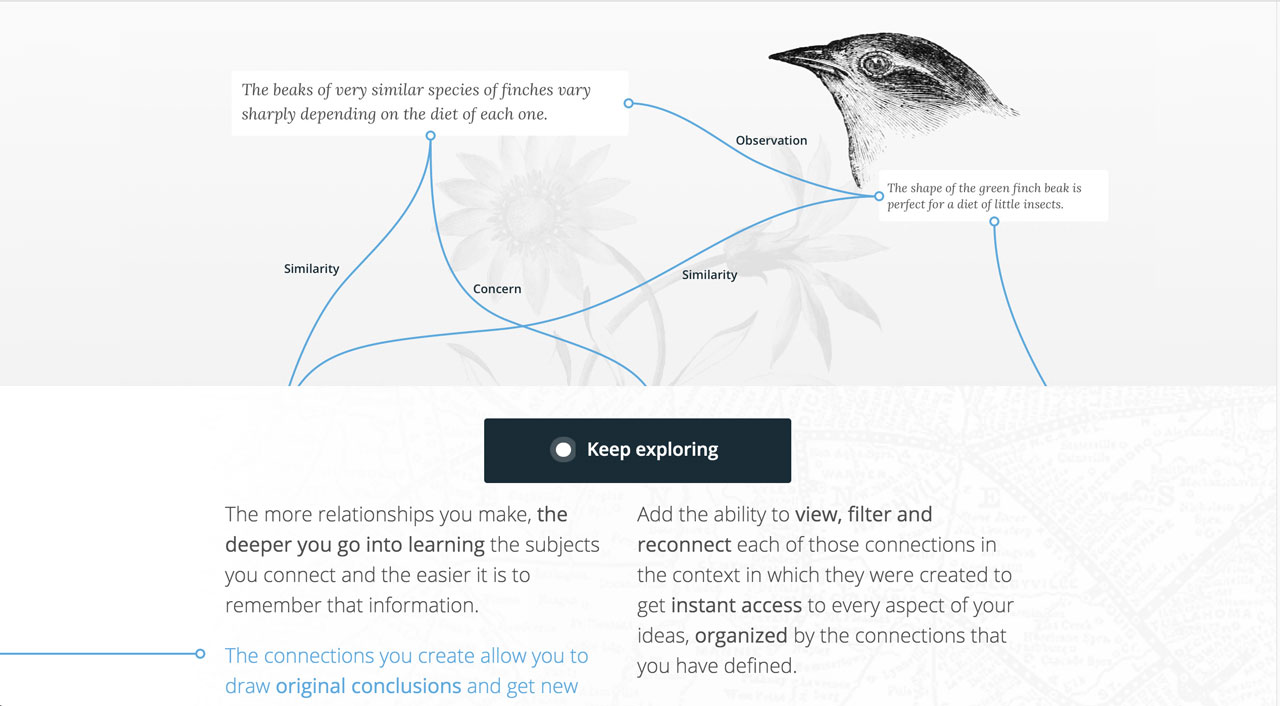 The beaks of very similar species of finches vary
sharply depending on the diet of each one.
Observation
The shape of the green finch beak is
perfect for a diet of little insects.
Similarity
Similarity
Concern
Keep exploring
The more relationships you make, the
deeper you go into learning the subjects
you connect and the easier it is to
remember that information.
The connections you create allow you to
draw original conclusions and get new
Add the ability to view, filter and
reconnect each of those connections in
the context in which they were created to
get instant access to every aspect of your
ideas, organized by the connections that
you have defined.